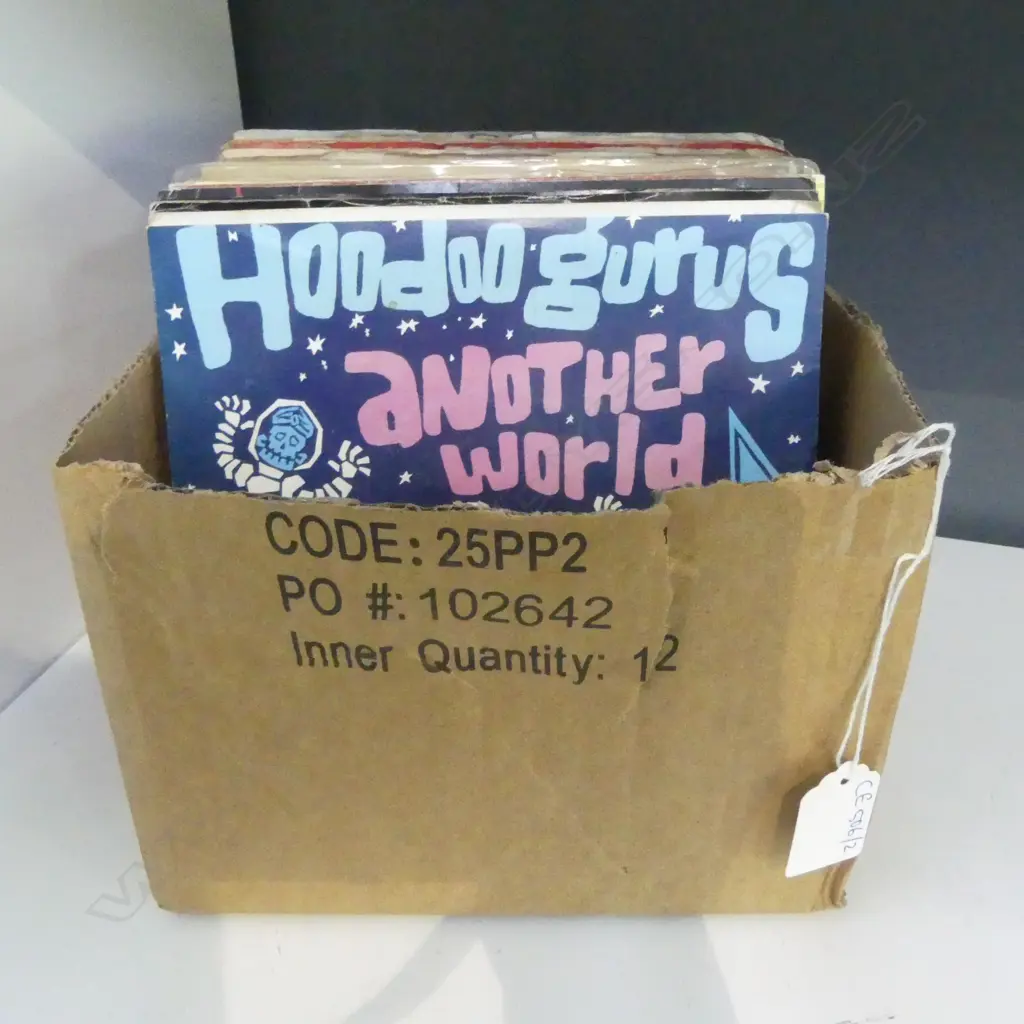 Hoodoo gurus
aNOTHEr
world
CODE: 25PP2
PO #: 102642
Inner Quantity: 12